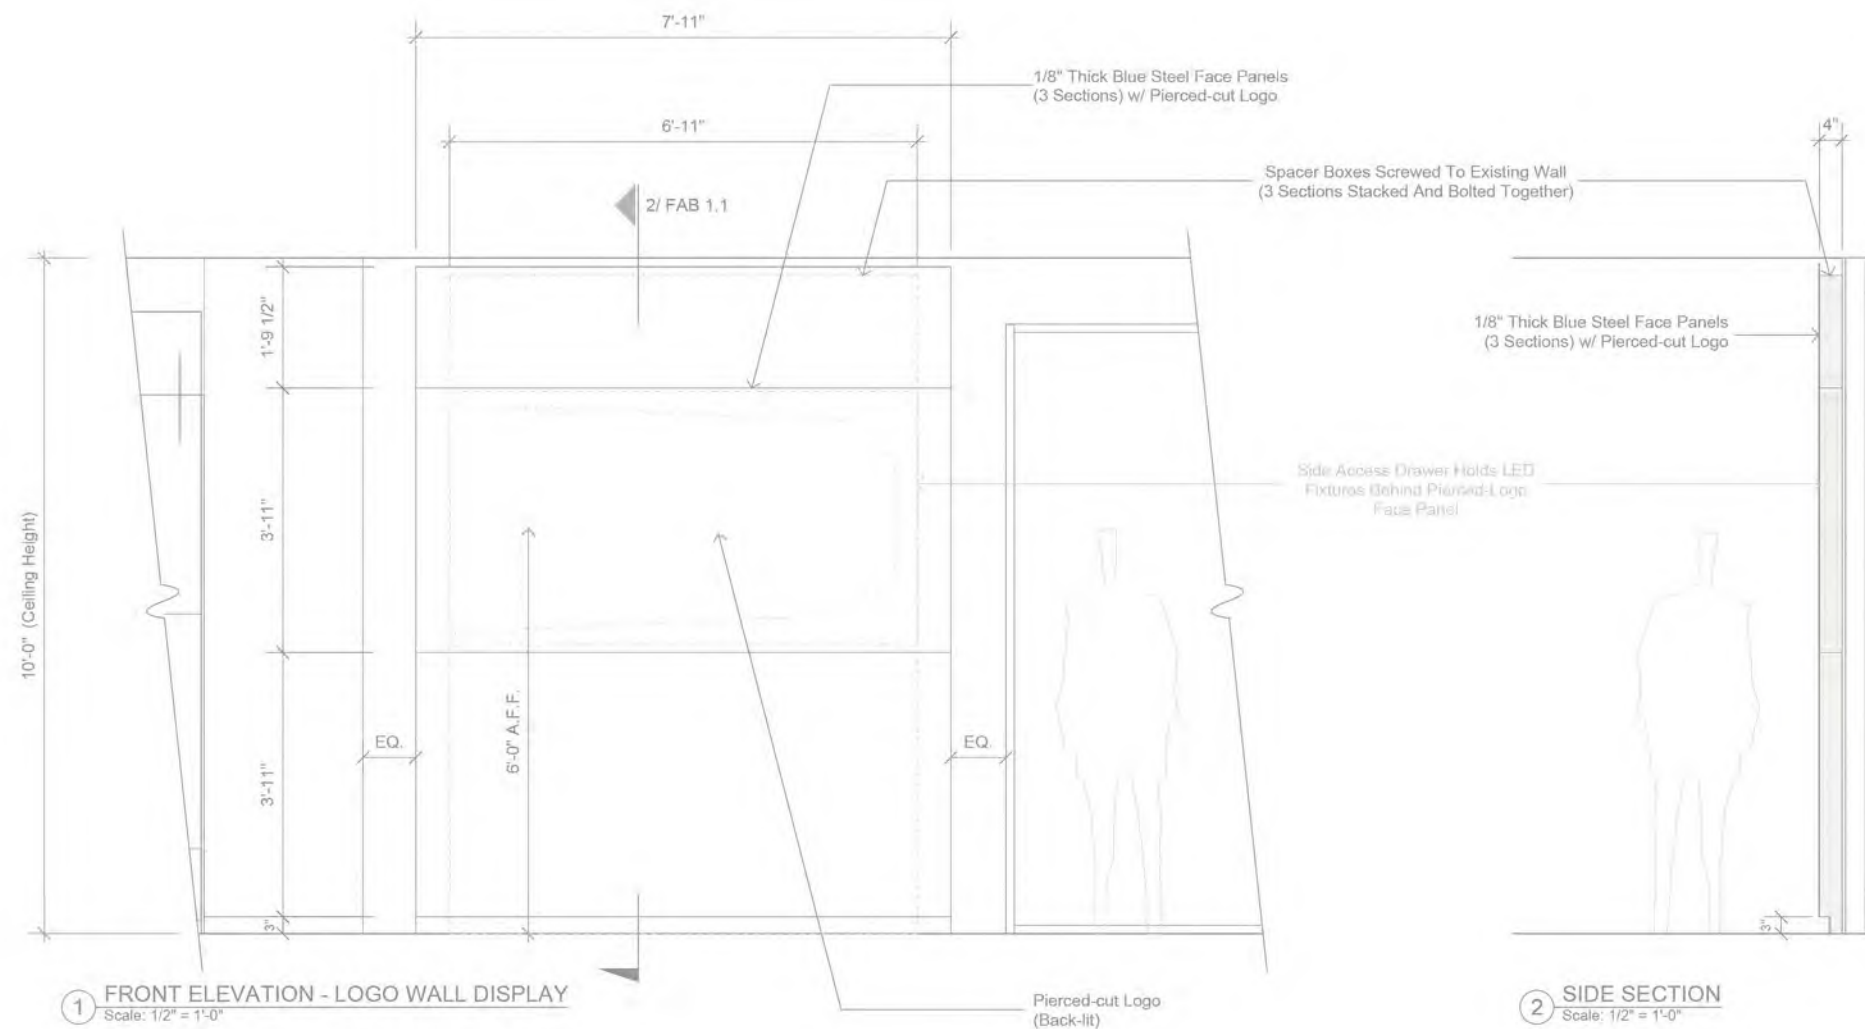 7'-11"
1/8" Thick Blue Steel Face Panels
(3 Sections) w/ Pierced-cut Logo
6'-11"
4"
Spacer Boxes Screwed To Existing Wall
(3 Sections Stacked And Bolted Together)
2/ FAB 1.1
1'-9 1/2"
1/8" Thick Blue Steel Face Panels
(3 Sections) w/ Pierced-cut Logo
Side Access Drawer Holds LED
Fixtures Behind Pierced-Logo
Face Panel
3'-11"
10'-0" (Ceiling Height)
6'-0" A.F.F.
EQ.
EQ.
3'-11"
3"
3"
1
FRONT ELEVATION - LOGO WALL DISPLAY
Scale: 1/2" = 1'-0"
Pierced-cut Logo
(Back-lit)
2
SIDE SECTION
Scale: 1/2" = 1'-0"